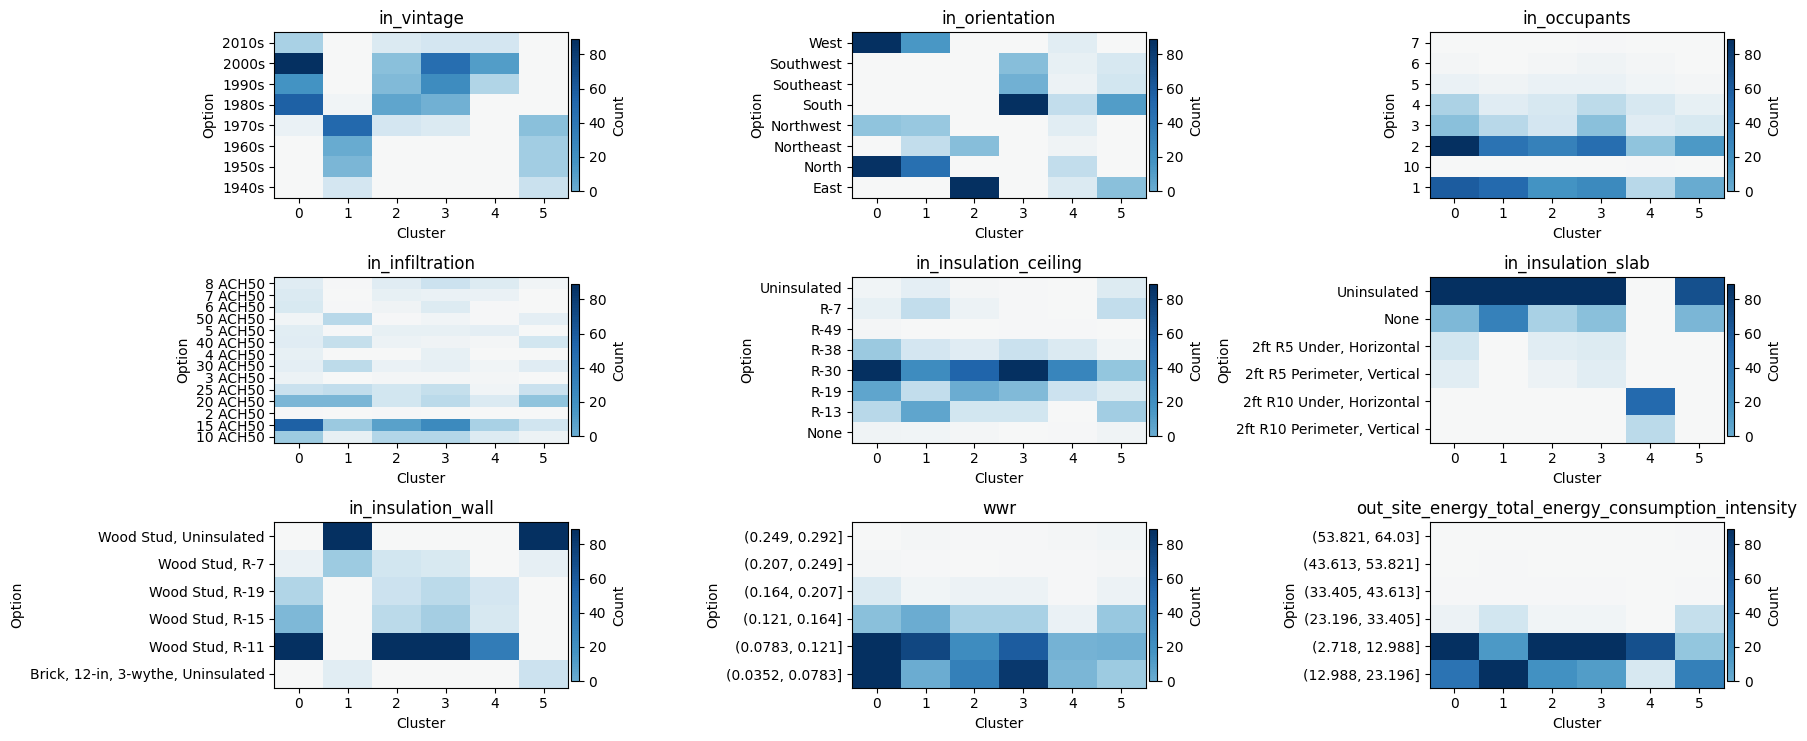 in_vintage
2010s
2000s
1990s
1980s
1970s
1960s
1950s
1940s
Option
0 1 2 3 4 5
Cluster
80
60
40
20
0
Count
in_orientation
West
Southwest
Southeast
South
Northwest
Northeast
North
East
Option
0 1 2 3 4 5
Cluster
80
60
40
20
0
Count
in_occupants
7
6
5
4
3
2
10
1
Option
0 1 2 3 4 5
Cluster
80
60
40
20
0
Count
in_infiltration
8 ACH50
7 ACH50
6 ACH50
50 ACH50
5 ACH50
40 ACH50
4 ACH50
30 ACH50
3 ACH50
25 ACH50
20 ACH50
2 ACH50
15 ACH50
10 ACH50
Option
0 1 2 3 4 5
Cluster
80
60
40
20
0
Count
in_insulation_ceiling
Uninsulated
R-7
R-49
R-38
R-30
R-19
R-13
None
Option
0 1 2 3 4 5
Cluster
80
60
40
20
0
Count
in_insulation_slab
Uninsulated
None
2ft R5 Under, Horizontal
2ft R5 Perimeter, Vertical
2ft R10 Under, Horizontal
2ft R10 Perimeter, Vertical
Option
0 1 2 3 4 5
Cluster
80
60
40
20
0
Count
in_insulation_wall
Wood Stud, Uninsulated
Wood Stud, R-7
Wood Stud, R-19
Wood Stud, R-15
Wood Stud, R-11
Brick, 12-in, 3-wythe, Uninsulated
Option
0 1 2 3 4 5
Cluster
80
60
40
20
0
Count
wwr
(0.249, 0.292]
(0.207, 0.249]
(0.164, 0.207]
(0.121, 0.164]
(0.0783, 0.121]
(0.0352, 0.0783]
Option
0 1 2 3 4 5
Cluster
80
60
40
20
0
Count
out_site_energy_total_energy_consumption_intensity
(53.821, 64.03]
(43.613, 53.821]
(33.405, 43.613]
(23.196, 33.405]
(2.718, 12.988]
(12.988, 23.196]
Option
0 1 2 3 4 5
Cluster
80
60
40
20
0
Count